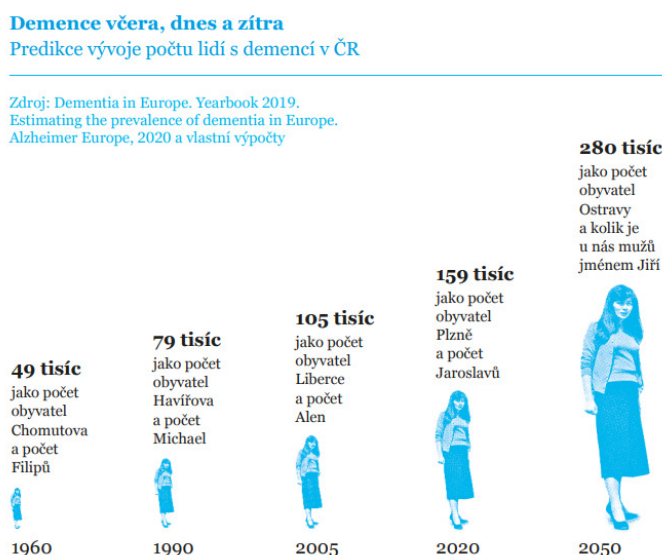 Demence včera, dnes a zítra
Predikce vývoje počtu lidí s demencí v ČR
Zdroj: Dementia in Europe. Yearbook 2019.
Estimating the prevalence of dementia in Europe.
Alzheimer Europe, 2020 a vlastní výpočty
49 tisíc
jako počet
obyvatel
Chomutova
a počet
Filipů
1960
79 tisíc
jako počet
obyvatel
Havířova
a počet
Michael
1990
105 tisíc
jako počet
obyvatel
Liberce
a počet
Alen
2005
159 tisíc
jako počet
obyvatel
Plzně
a počet
Jaroslavů
2020
280 tisíc
jako počet
obyvatel
Ostravy
a kolik je
u nás mužů
jménem Jiří
2050